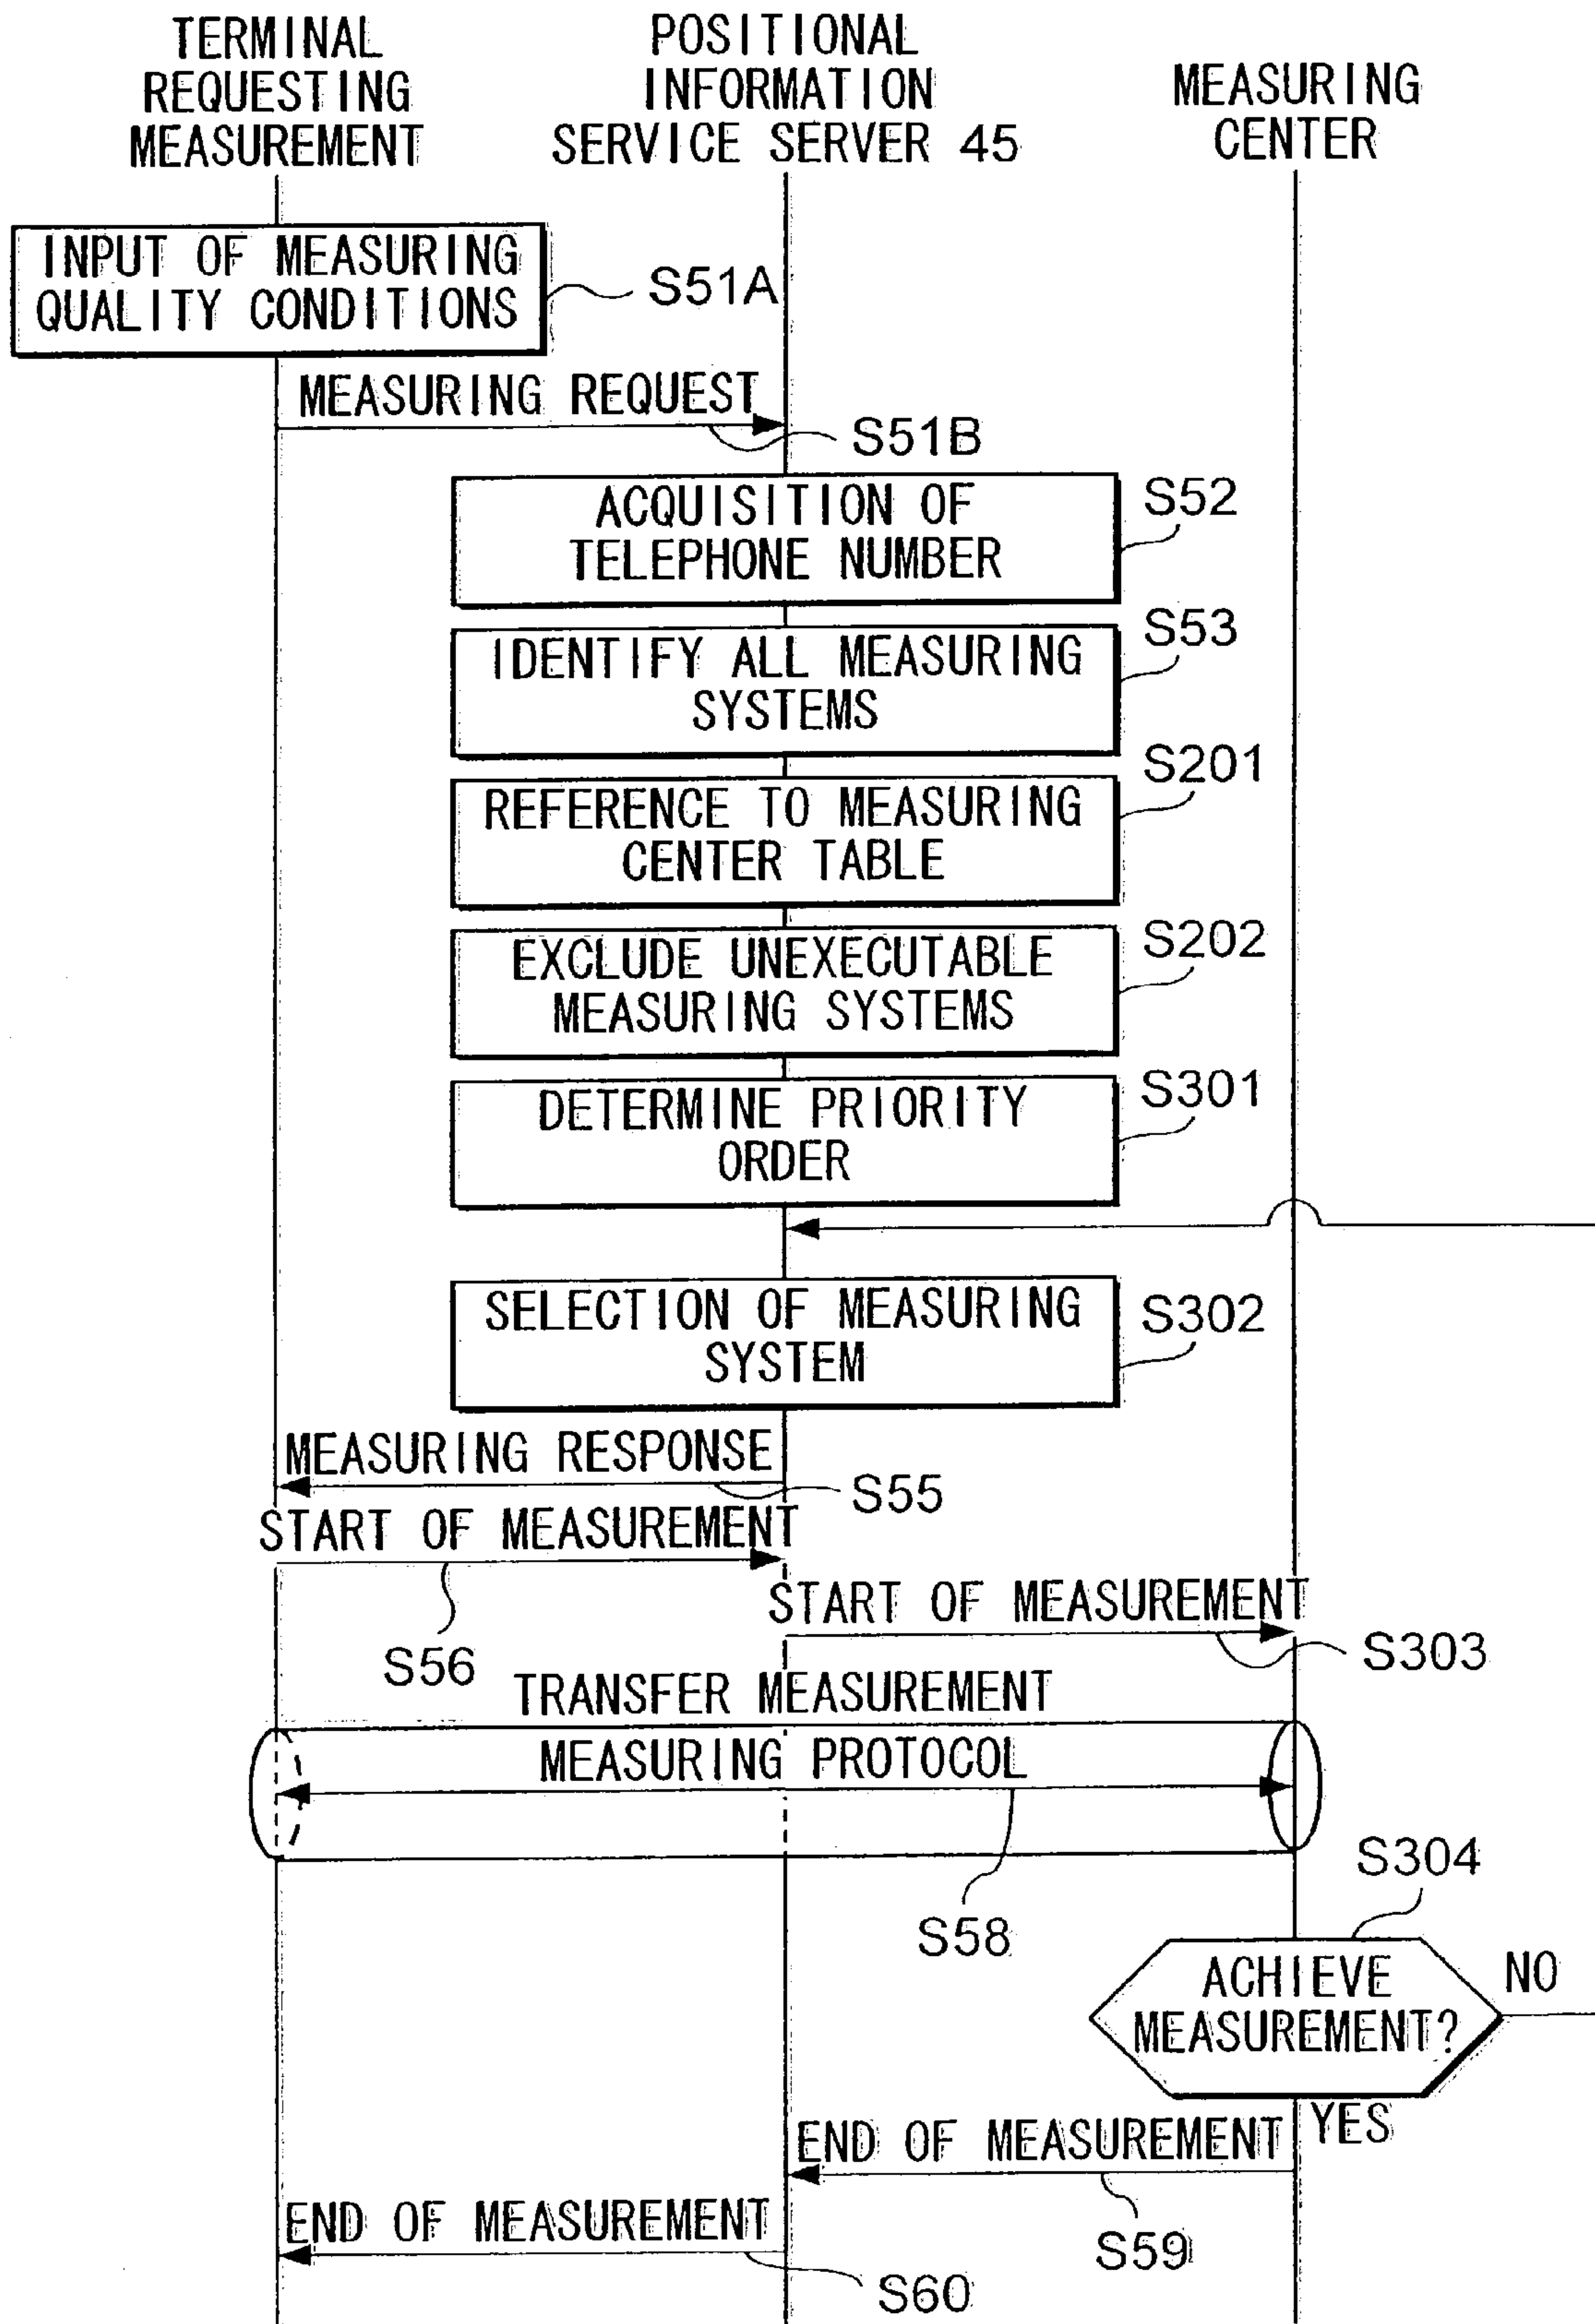 TERMINAL
REQUESTING
MEASUREMENT
POSITIONAL
INFORMATION
SERVICE SERVER 45
MEASURING
CENTER
INPUT OF MEASURING
QUALITY CONDITIONS
S51A
MEASURING REQUEST
S51B
ACQUISITION OF
TELEPHONE NUMBER
S52
IDENTIFY ALL MEASURING
SYSTEMS
S53
REFERENCE TO MEASURING
CENTER TABLE
S201
EXCLUDE UNEXECUTABLE
MEASURING SYSTEMS
S202
DETERMINE PRIORITY
ORDER
S301
SELECTION OF MEASURING
SYSTEM
S302
MEASURING RESPONSE
S55
START OF MEASUREMENT
S56
START OF MEASUREMENT
S303
TRANSFER MEASUREMENT
MEASURING PROTOCOL
S58
S304
ACHIEVE
MEASUREMENT?
NO
YES
END OF MEASUREMENT
S59
END OF MEASUREMENT
S60